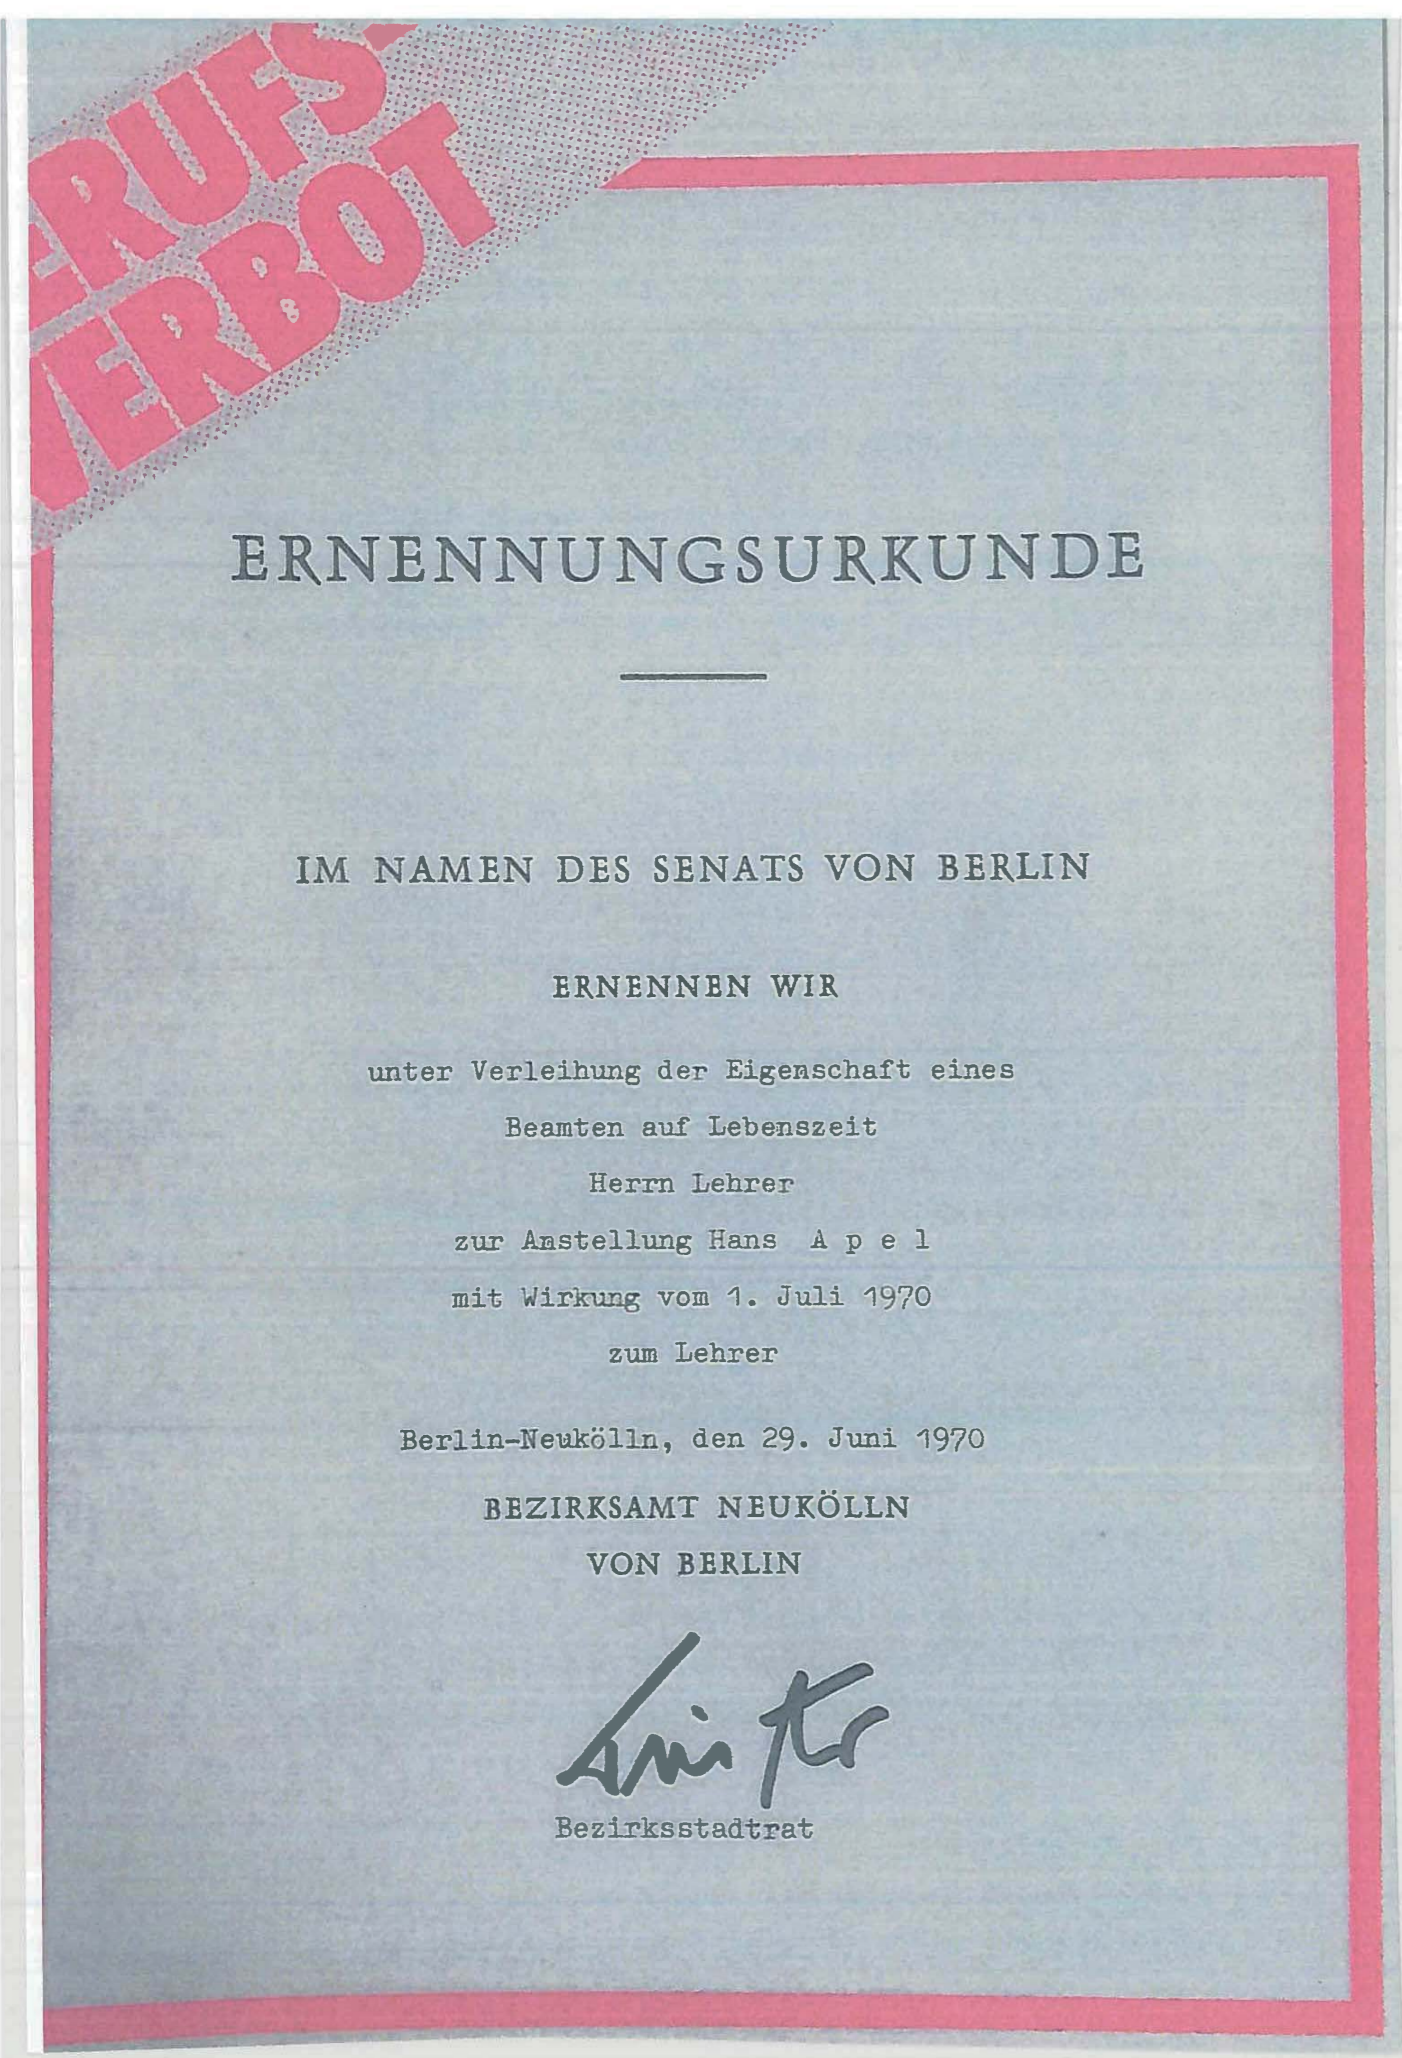 ERUFS-
VERBOT
ERNENNUNGSURKUNDE
IM NAMEN DES SENATS VON BERLIN
ERNENNEN WIR
unter Verleihung der Eigenschaft eines
Beamten auf Lebenszeit
Herrn Lehrer
zur Anstellung Hans A p e l
mit Wirkung vom 1. Juli 1970
zum Lehrer
Berlin-Neukölln, den 29. Juni 1970
BEZIRKSAMT NEUKÖLLN
VON BERLIN
Bezirksstadtrat